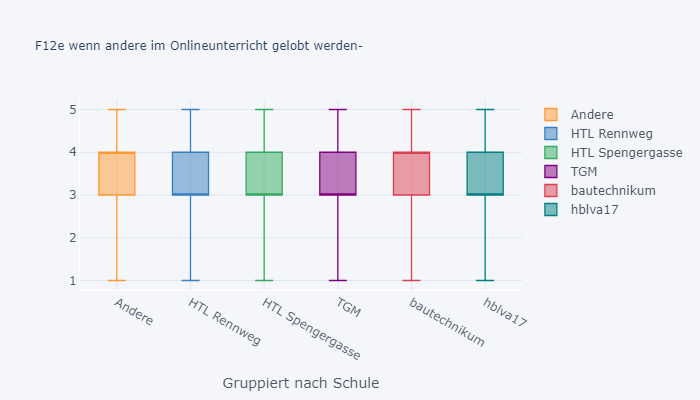 F12e wenn andere im Onlineunterricht gelobt werden-
5
4
3
2
1
Andere
HTL Rennweg
HTL Spengergasse
TGM
bautechnikum
hblva17
Gruppiert nach Schule
Andere
HTL Rennweg
HTL Spengergasse
TGM
bautechnikum
hblva17